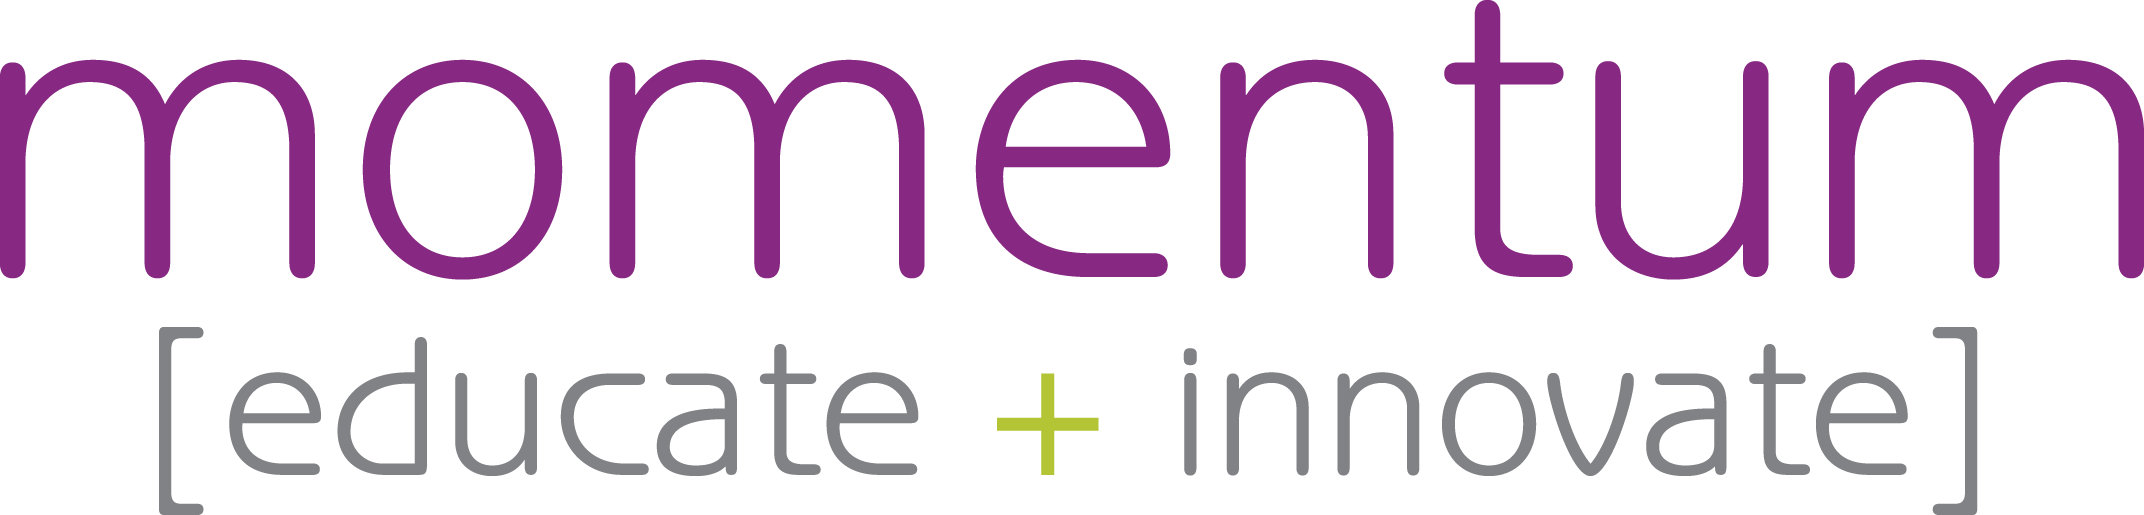 momentum
[educate + innovate]